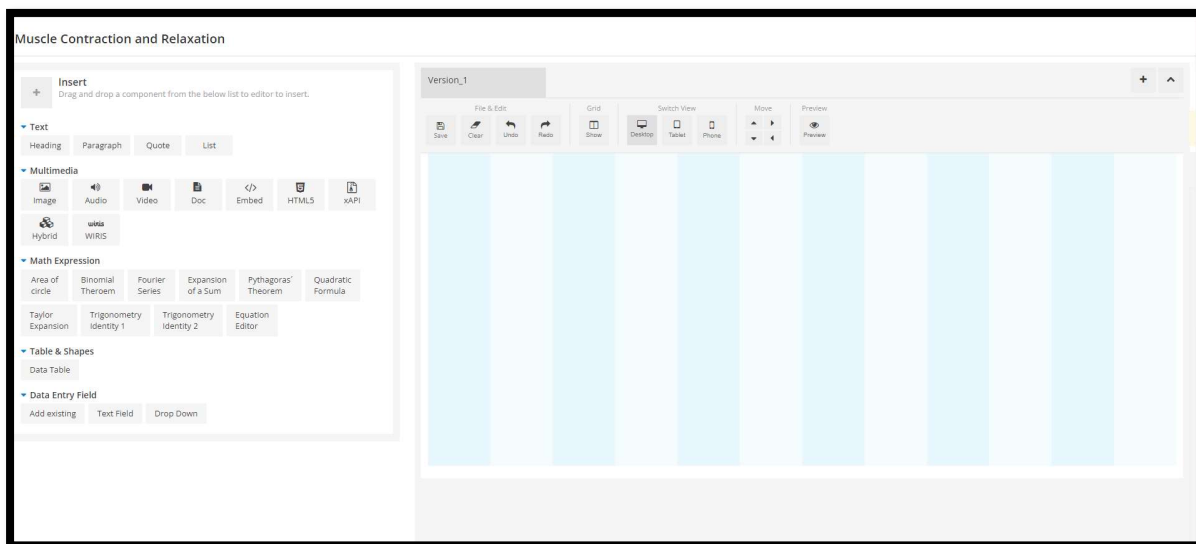 Muscle Contraction and Relaxation
+ Insert
Drag and drop a component from the below list to editor to insert.
Text
Heading Paragraph Quote List
Multimedia
Image Audio Video Doc </> Embed HTML5 xAPI
Hybrid WIRIS WIRIS
Math Expression
Area of circle Binomial Theroem Fourier Series Expansion of a Sum Pythagoras´ Theorem Quadratic Formula
Taylor Expansion Trigonometry Identity 1 Trigonometry Identity 2 Equation Editor
Table & Shapes
Data Table
Data Entry Field
Add existing Text Field Drop Down
Version_1 +
File & Edit Grid Switch View Move Preview
Save Clear Undo Redo Show Desktop Tablet Phone Preview